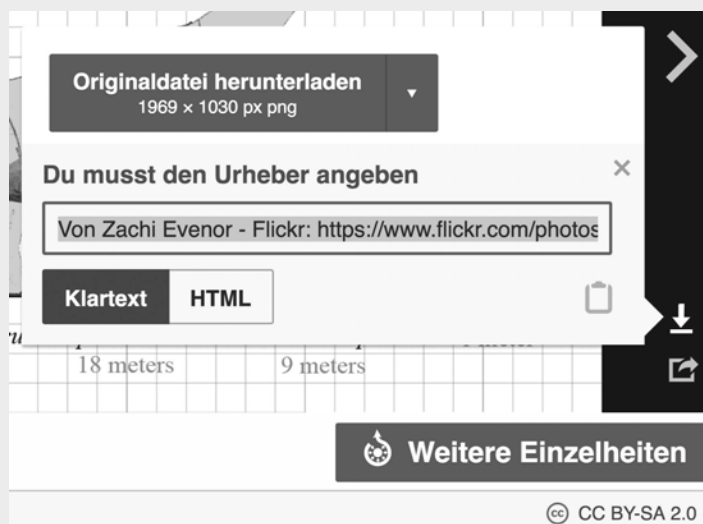 Originaldatei herunterladen
1969 × 1030 px png
Du musst den Urheber angeben
Von Zachi Evenor - Flickr: https://www.flickr.com/photos
Klartext HTML
18 meters 9 meters
Weitere Einzelheiten
cc CC BY-SA 2.0